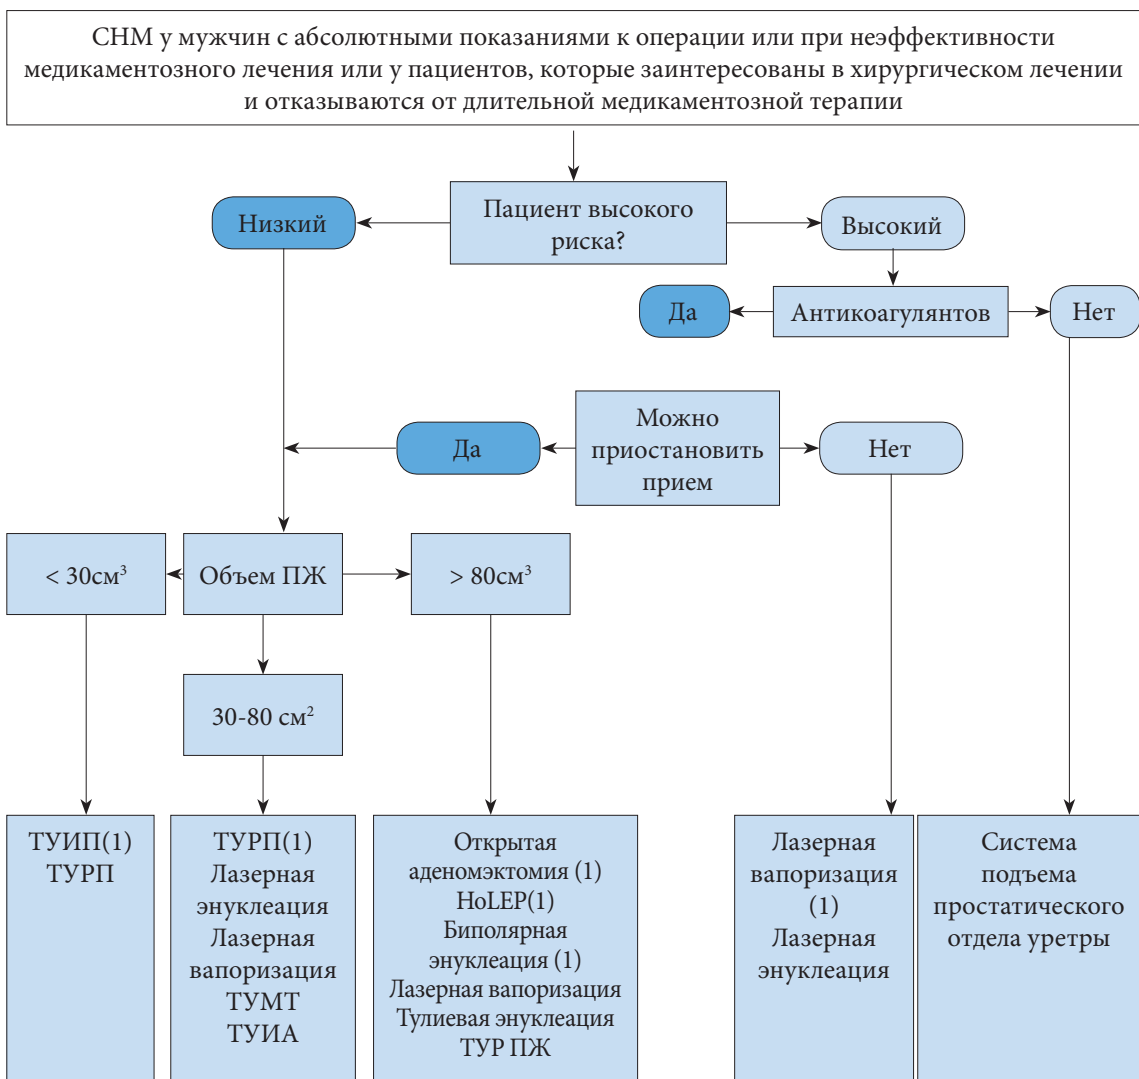 СНМ у мужчин с абсолютными показаниями к операции или при неэффективности
медикаментозного лечения или у пациентов, которые заинтересованы в хирургическом лечении
и отказываются от длительной медикаментозной терапии
Низкий
Пациент высокого
риска?
Высокий
Да
Антикоагулянтов
Нет
Да
Можно
приостановить
прием
Нет
< 30см³
Объем ПЖ
> 80см³
30-80 см²
ТУИП(1)
ТУРП
ТУРП(1)
Лазерная
энуклеация
Лазерная
вапоризация
ТУМТ
ТУИА
Открытая
аденомэктомия (1)
HoLEP(1)
Биполярная
энуклеация (1)
Лазерная вапоризация
Тулиевая энуклеация
ТУР ПЖ
Лазерная
вапоризация
(1)
Лазерная
энуклеация
Система
подъема
простатического
отдела уретры